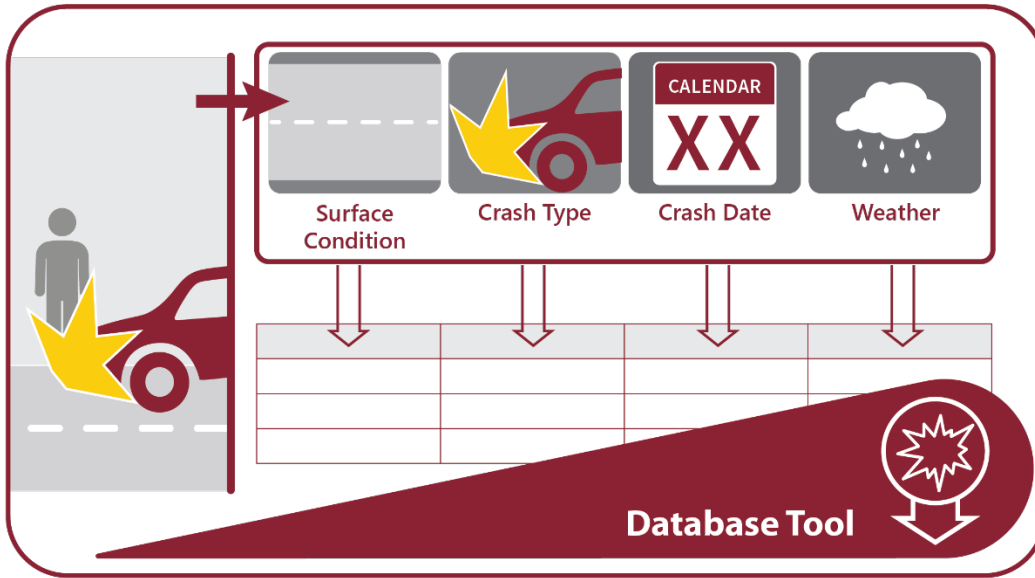 CALENDAR
XX
Surface
Condition
Crash Type
Crash Date
Weather
Database Tool